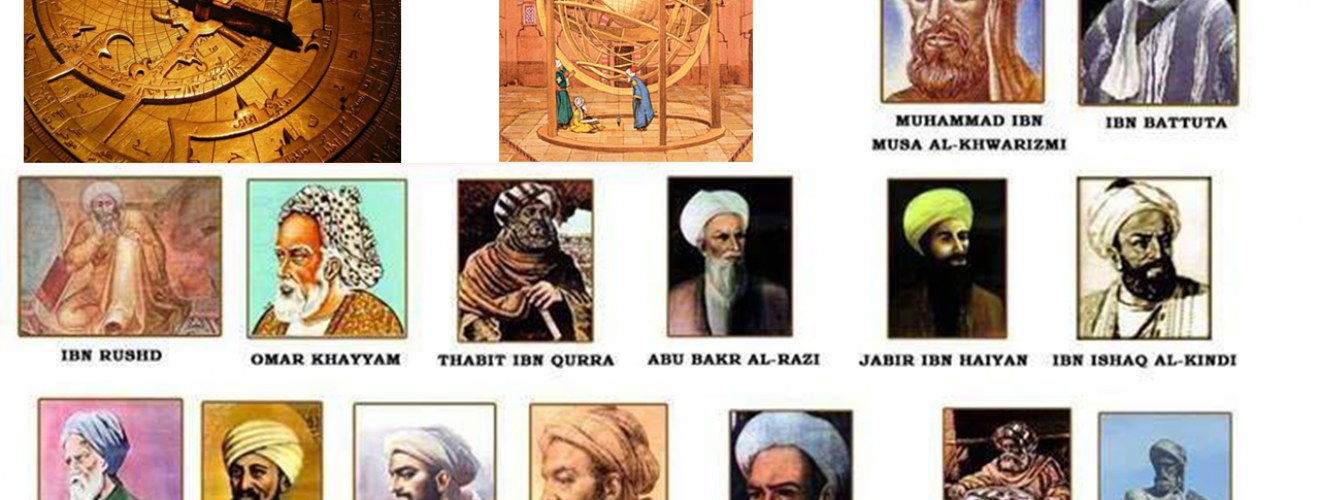 MUHAMMAD IBN
MUSA AL-KHWARIZMI
IBN BATTUTA
IBN RUSHD
OMAR KHAYYAM
THABIT IBN QURRA
ABU BAKR AL-RAZI
JABIR IBN HAIYAN
IBN ISHAQ AL-KINDI